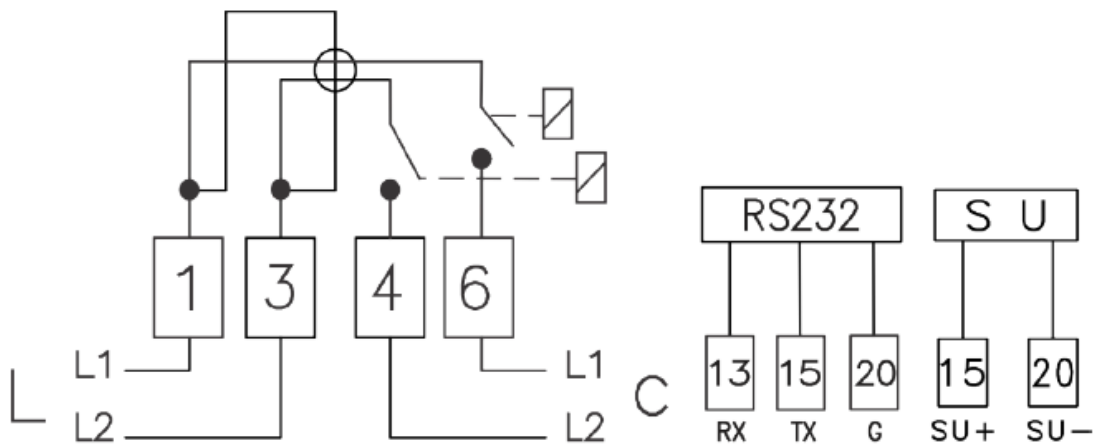 RS232
S U
1 3 4 6
13 15 20 15 20
RX TX G SU+ SU-
L L1 L1 C
L2 L2